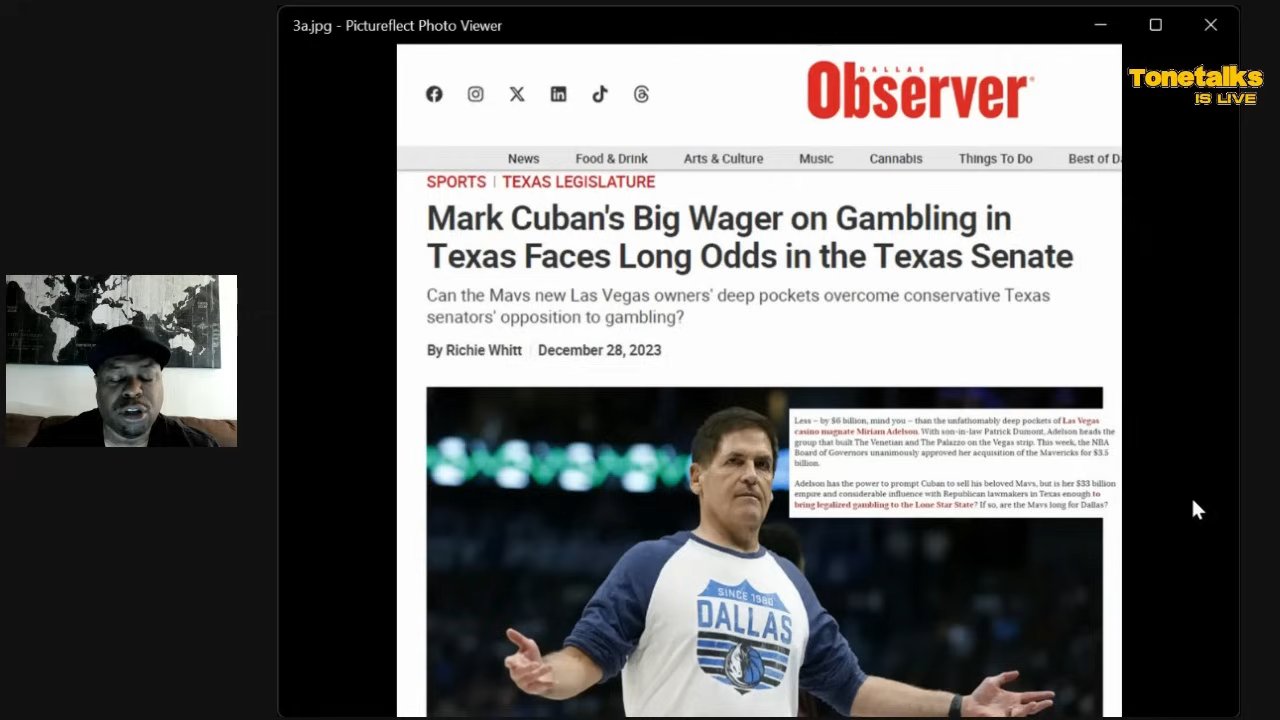 3a.jpg - Pictureflect Photo Viewer
Tonetalks
IS LIVE
DALLAS
Observer
News Food & Drink Arts & Culture Music Cannabis Things To Do Best of D
SPORTS | TEXAS LEGISLATURE
Mark Cuban's Big Wager on Gambling in
Texas Faces Long Odds in the Texas Senate
Can the Mavs new Las Vegas owners' deep pockets overcome conservative Texas
senators' opposition to gambling?
By Richie Whitt December 28, 2023
Less – by $6 billion, mind you – than the unfathomably deep pockets of Las Vegas
casino magnate Miriam Adelson. With son-in-law Patrick Dumont, Adelson heads the
group that built The Venetian and The Palazzo on the Vegas strip. This week, the NBA
Board of Governors unanimously approved her acquisition of the Mavericks for $3.5
billion.
Adelson has the power to prompt Cuban to sell his beloved Mavs, but is her $33 billion
empire and considerable influence with Republican lawmakers in Texas enough to
bring legalized gambling to the Lone Star State? If so, are the Mavs long for Dallas?
SINCE 1980
DALLAS